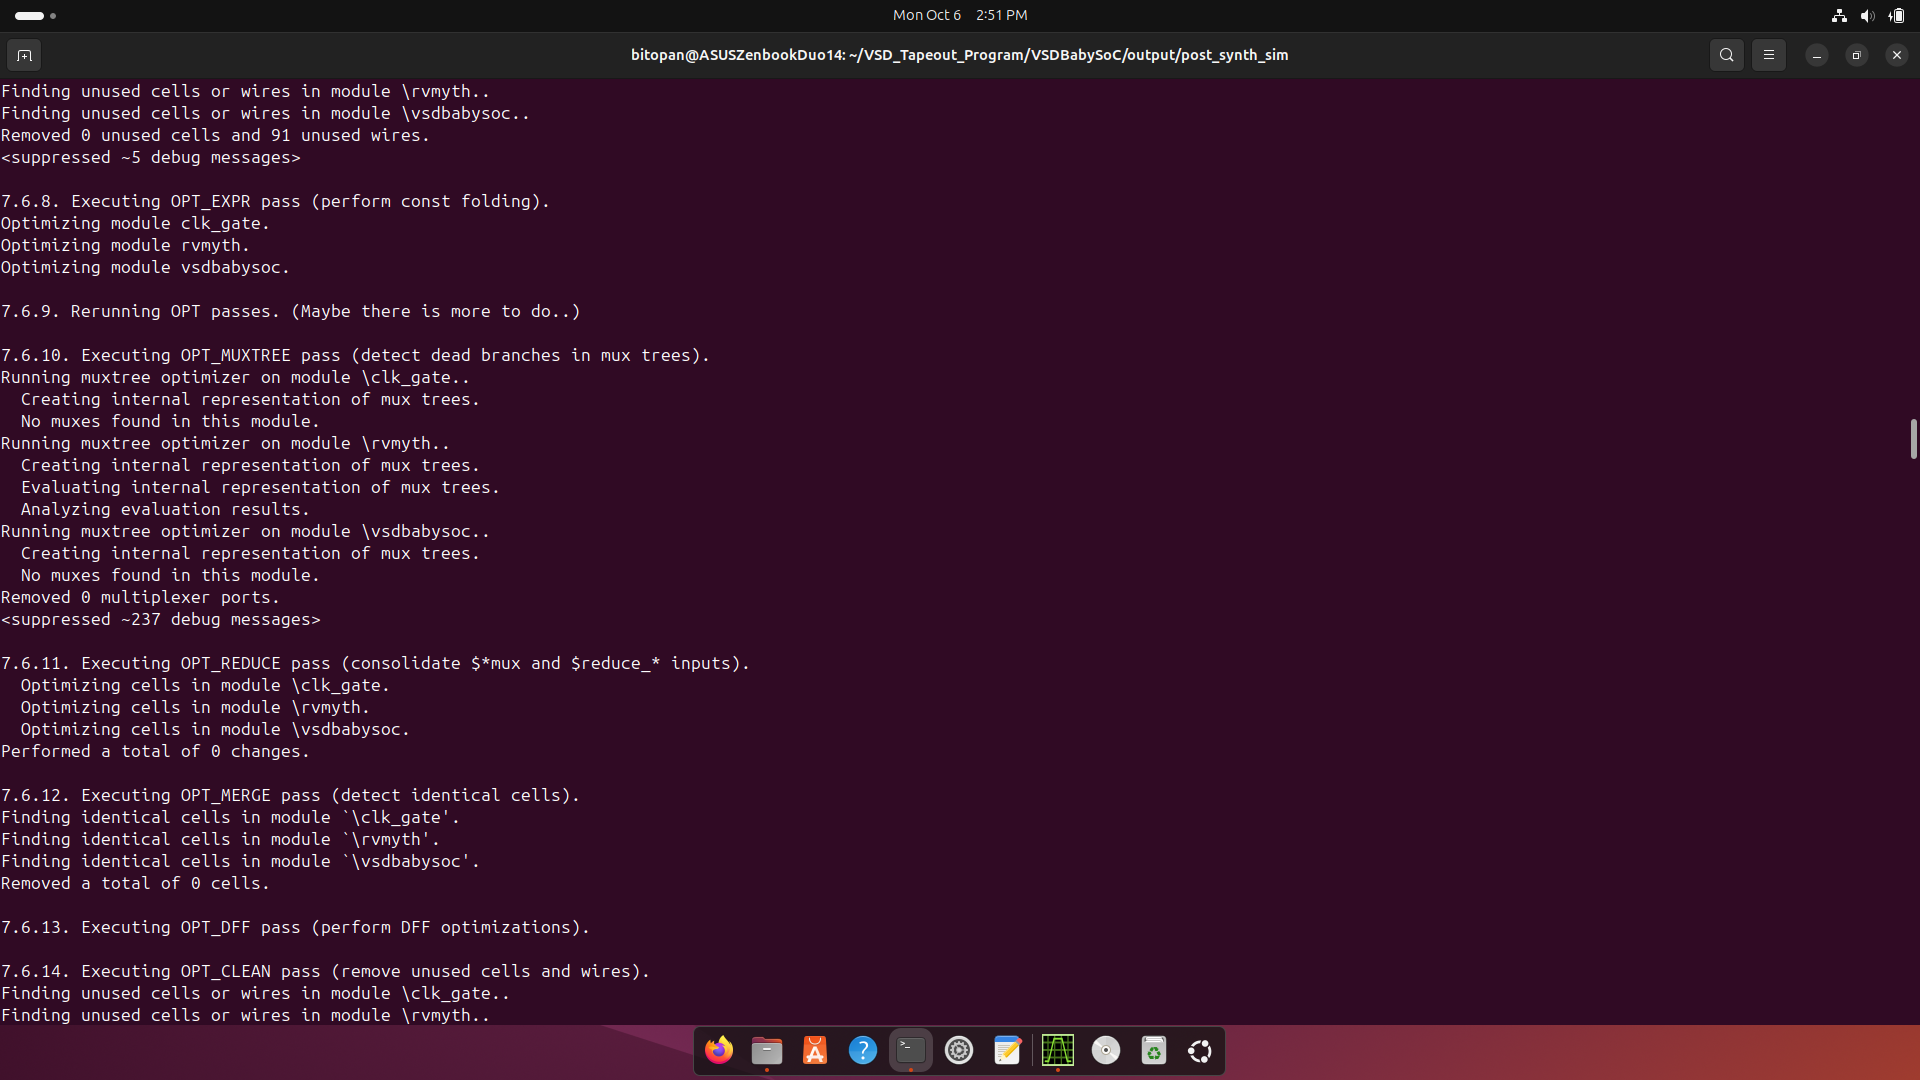 Mon Oct 6 2:51 PM
bitopan@ASUSZenbookDuo14: ~/VSD_Tapeout_Program/VSDBabySoC/output/post_synth_sim
Finding unused cells or wires in module \rvmyth..
Finding unused cells or wires in module \vsdbabysoc..
Removed 0 unused cells and 91 unused wires.
<suppressed ~5 debug messages>
7.6.8. Executing OPT_EXPR pass (perform const folding).
Optimizing module clk_gate.
Optimizing module rvmyth.
Optimizing module vsdbabysoc.
7.6.9. Rerunning OPT passes. (Maybe there is more to do..)
7.6.10. Executing OPT_MUXTREE pass (detect dead branches in mux trees).
Running muxtree optimizer on module \clk_gate..
  Creating internal representation of mux trees.
  No muxes found in this module.
Running muxtree optimizer on module \rvmyth..
  Creating internal representation of mux trees.
  Evaluating internal representation of mux trees.
  Analyzing evaluation results.
Running muxtree optimizer on module \vsdbabysoc..
  Creating internal representation of mux trees.
  No muxes found in this module.
Removed 0 multiplexer ports.
<suppressed ~237 debug messages>
7.6.11. Executing OPT_REDUCE pass (consolidate $*mux and $reduce_* inputs).
  Optimizing cells in module \clk_gate.
  Optimizing cells in module \rvmyth.
  Optimizing cells in module \vsdbabysoc.
Performed a total of 0 changes.
7.6.12. Executing OPT_MERGE pass (detect identical cells).
Finding identical cells in module `\clk_gate'.
Finding identical cells in module `\rvmyth'.
Finding identical cells in module `\vsdbabysoc'.
Removed a total of 0 cells.
7.6.13. Executing OPT_DFF pass (perform DFF optimizations).
7.6.14. Executing OPT_CLEAN pass (remove unused cells and wires).
Finding unused cells or wires in module \clk_gate..
Finding unused cells or wires in module \rvmyth..